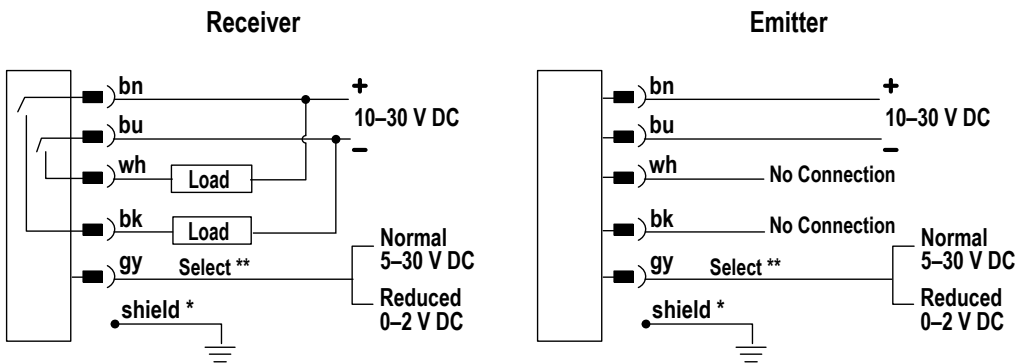 Receiver
bn
+
10–30 V DC
bu
–
wh
Load
bk
Load
Normal
5–30 V DC
gy
Select **
Reduced
0–2 V DC
shield *
Emitter
bn
+
10–30 V DC
bu
–
wh
No Connection
bk
No Connection
Normal
5–30 V DC
gy
Select **
Reduced
0–2 V DC
shield *